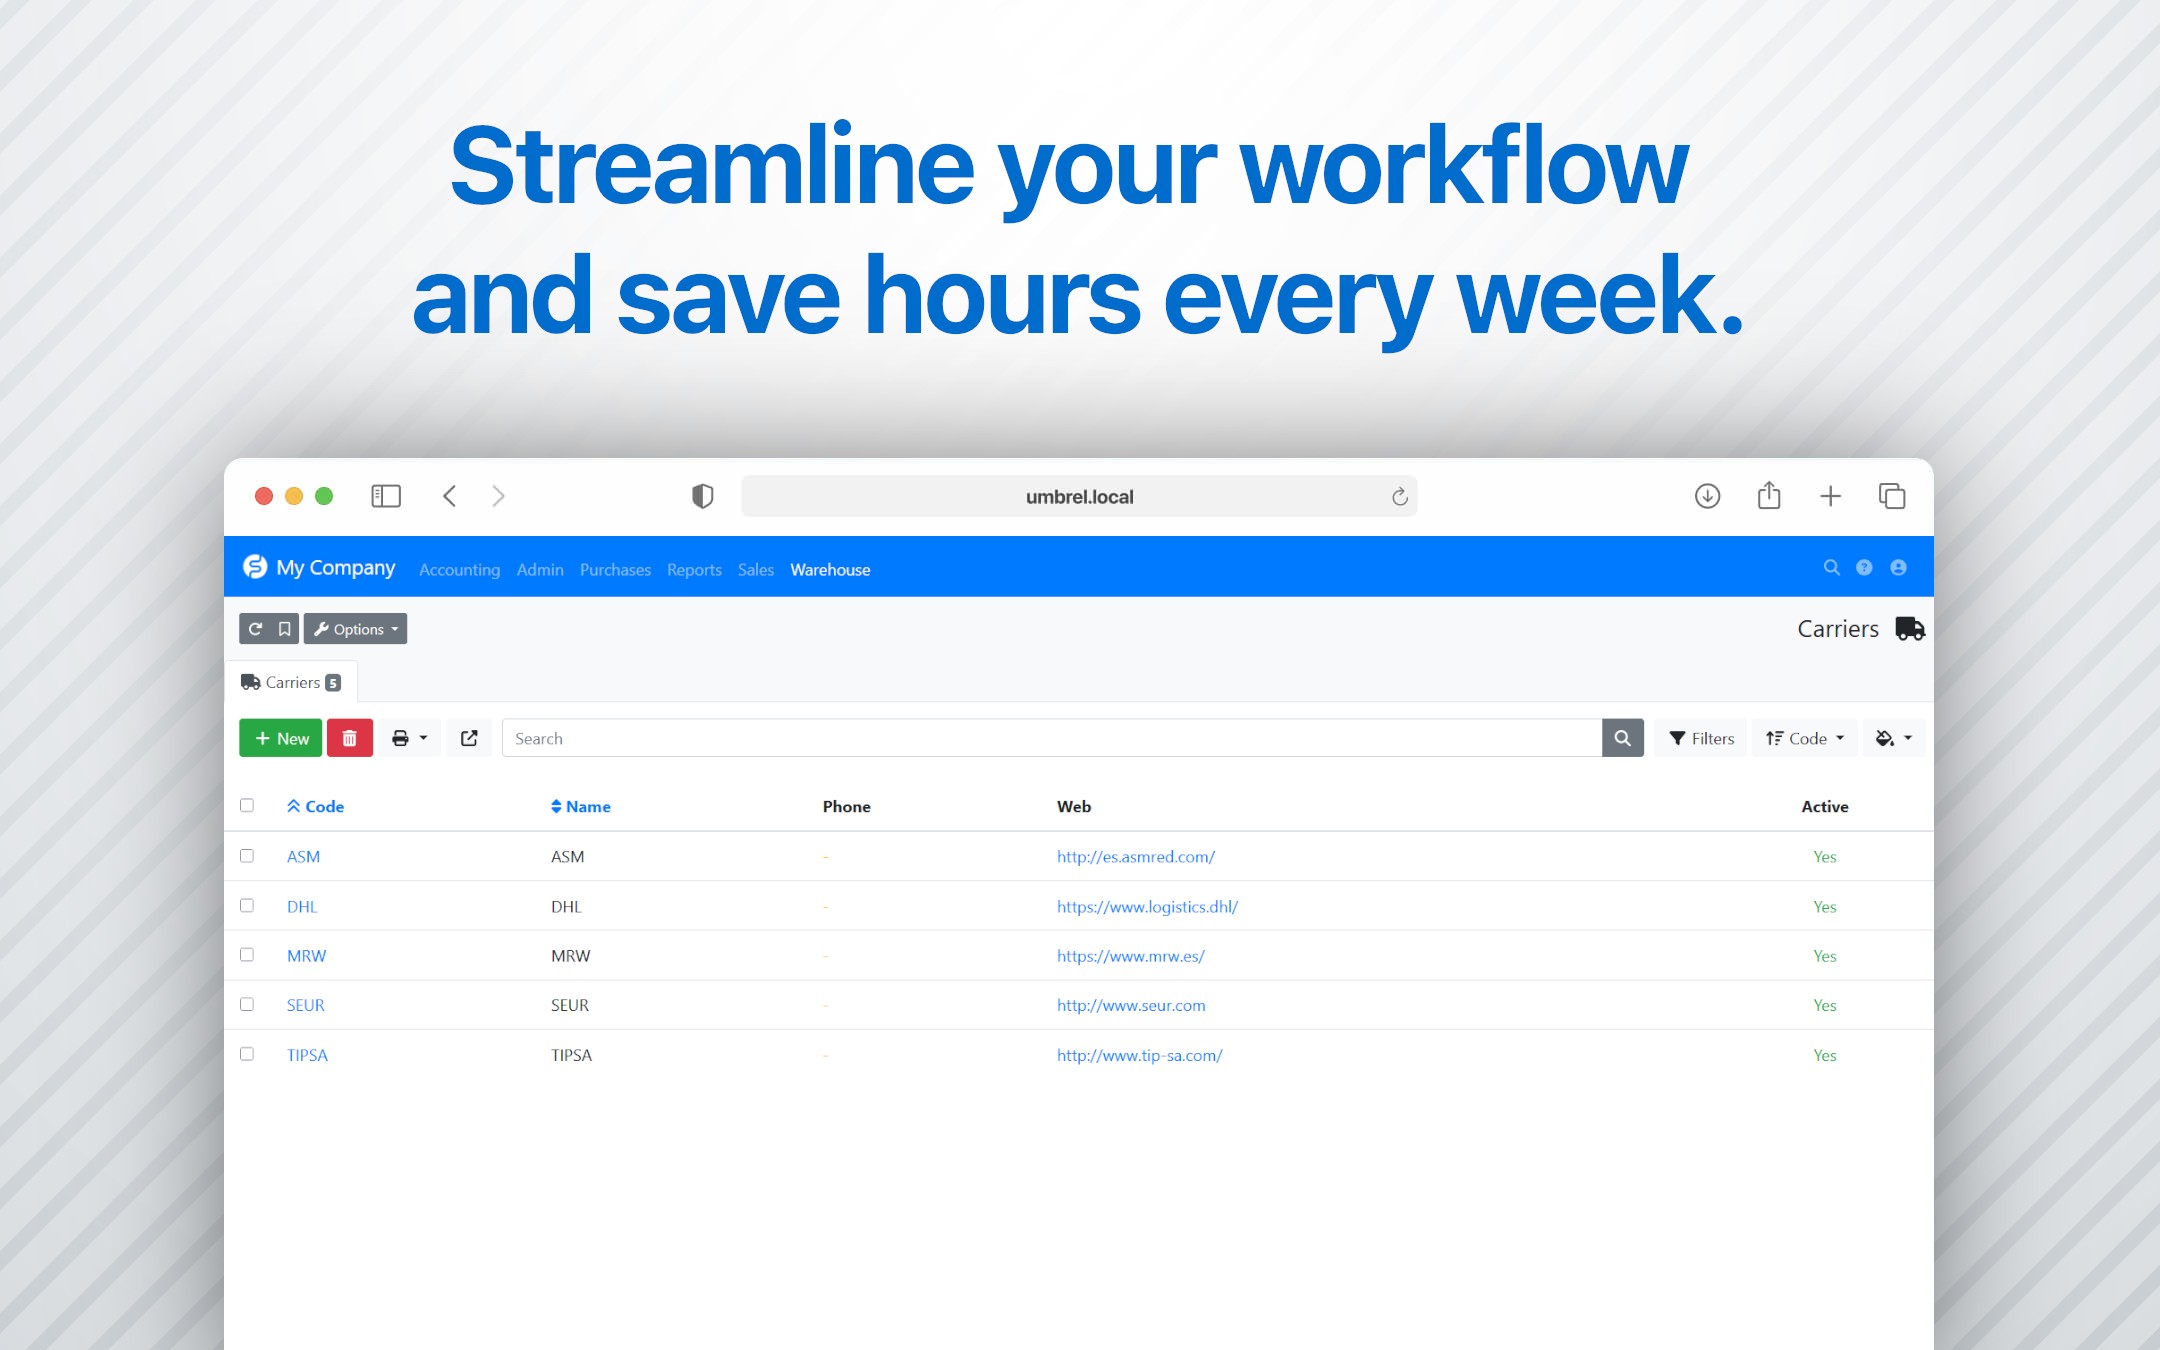 Streamline your workflow
and save hours every week.
umbrel.local
My Company Accounting Admin Purchases Reports Sales Warehouse
Options Carriers
Carriers 5
New Search Filters Code
Code Name Phone Web Active
ASM ASM - http://es.asmred.com/ Yes
DHL DHL - https://www.logistics.dhl/ Yes
MRW MRW - https://www.mrw.es/ Yes
SEUR SEUR - http://www.seur.com Yes
TIPSA TIPSA - http://www.tip-sa.com/ Yes